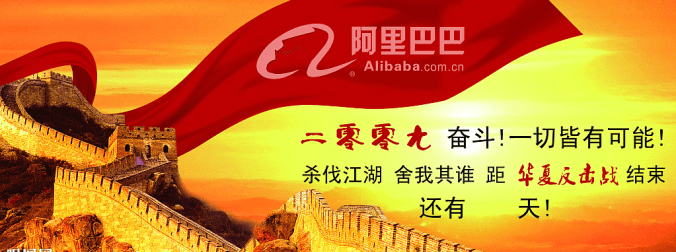 阿里巴巴
Alibaba.com.cn
二零零九 奋斗!一切皆有可能!
杀伐江湖 舍我其谁 距 华夏反击战 结束
还有 天!